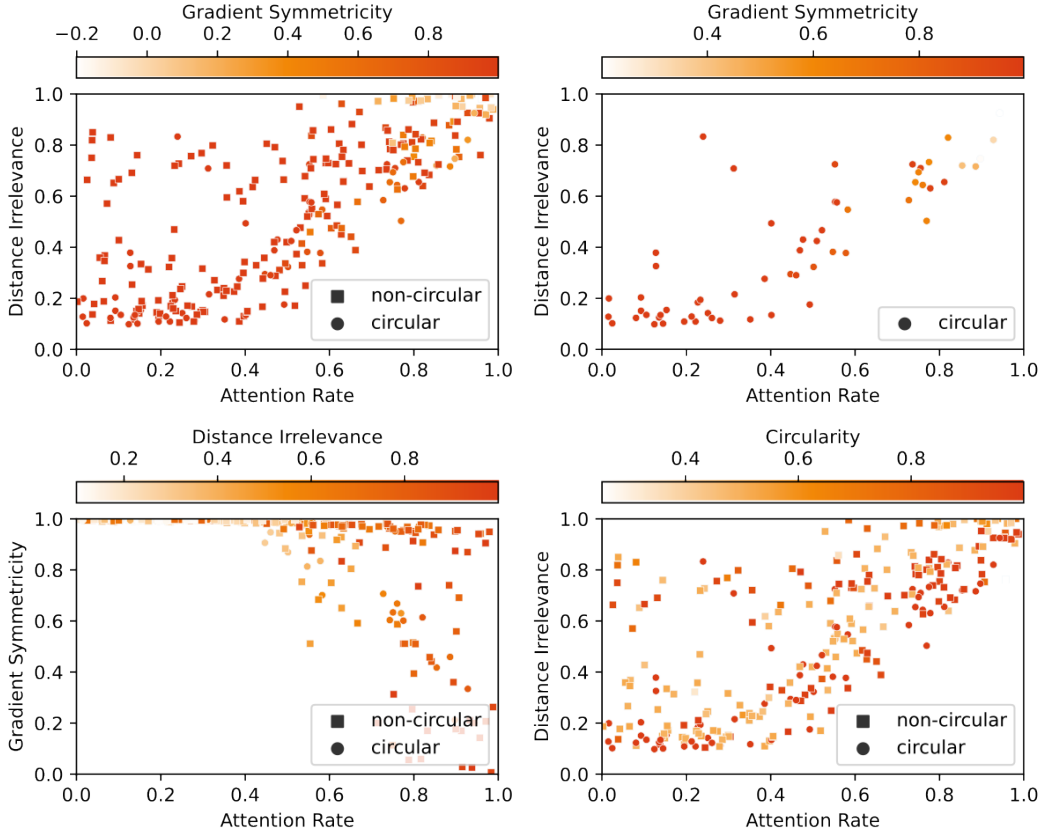 Gradient Symmetricity
−0.2 0.0 0.2 0.4 0.6 0.8
Distance Irrelevance
1.0
0.8
0.6
0.4
0.2
0.0
non-circular
circular
0.0 0.2 0.4 0.6 0.8 1.0
Attention Rate
Gradient Symmetricity
0.4 0.6 0.8
Distance Irrelevance
1.0
0.8
0.6
0.4
0.2
0.0
circular
0.0 0.2 0.4 0.6 0.8 1.0
Attention Rate
Distance Irrelevance
0.2 0.4 0.6 0.8
Gradient Symmetricity
1.0
0.8
0.6
0.4
0.2
0.0
non-circular
circular
0.0 0.2 0.4 0.6 0.8 1.0
Attention Rate
Circularity
0.4 0.6 0.8
Distance Irrelevance
1.0
0.8
0.6
0.4
0.2
0.0
non-circular
circular
0.0 0.2 0.4 0.6 0.8 1.0
Attention Rate